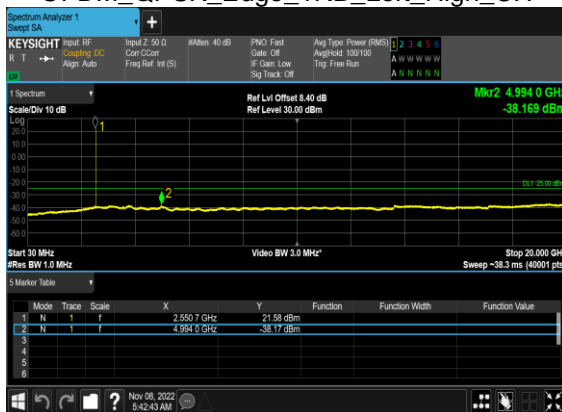 Spectrum Analyzer 1
Swept SA
KEYSIGHT
R T
Input: RF
Coupling: DC
Align: Auto
Input Z: 50 Ω
Corr CCorr
Freq Ref: Int (S)
#Atten: 40 dB
PNO: Fast
Gate: Off
IF Gain: Low
Sig Track: Off
Avg Type: Power (RMS)
Avg|Hold: 100/100
Trig: Free Run
1 2 3 4 5 6
A W W W W W
A N N N N N
LU
1 Spectrum
Scale/Div 10 dB
Ref Lvl Offset 8.40 dB
Ref Level 30.00 dBm
Mkr2 4.994 0 GH
-38.169 dBm
Log
20.0
10.0
0.00
-10.0
-20.0
-30.0
-40.0
-50.0
-60.0
1
2
Start 30 MHz
#Res BW 1.0 MHz
Video BW 3.0 MHz*
Stop 20.000 GH
Sweep ~38.3 ms (40001 pts
5 Marker Table
Mode Trace Scale X Y Function Function Width Function Value
1 N 1 f 2.550 7 GHz 21.58 dBm
2 N 1 f 4.994 0 GHz -38.17 dBm
3
4
5
6
Nov 08, 2022
5:42:43 AM